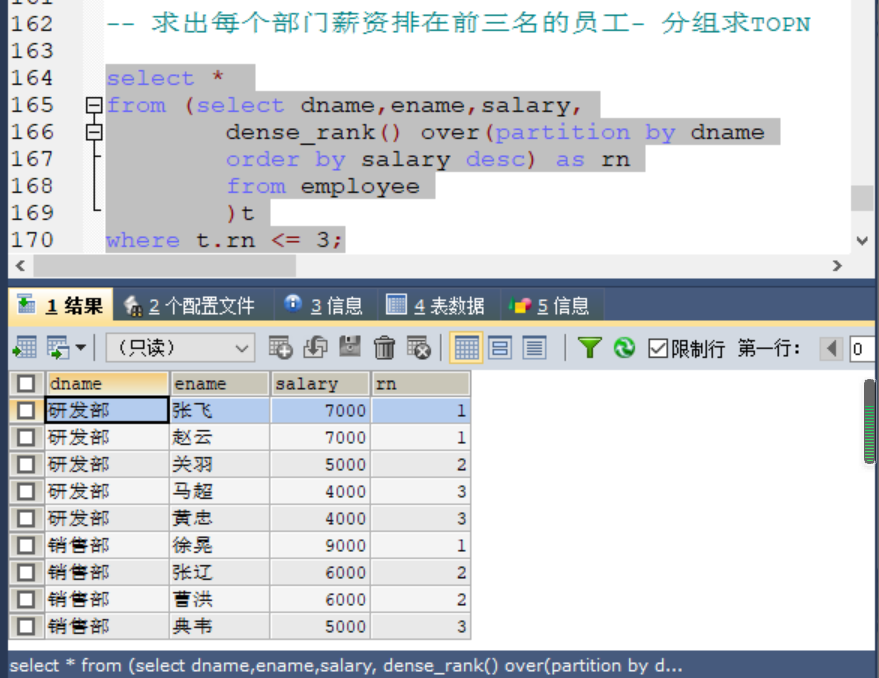 161
162 -- 求出每个部门薪资排在前三名的员工- 分组求TOPN
163
164 select *
165 from (select dname,ename,salary,
166 dense_rank() over(partition by dname
167 order by salary desc) as rn
168 from employee
169 )t
170 where t.rn <= 3;
1 结果 2 个配置文件 3 信息 4 表数据 5 信息
(只读) 限制行 第一行: 0
dname ename salary rn
研发部 张飞 7000 1
研发部 赵云 7000 1
研发部 关羽 5000 2
研发部 马超 4000 3
研发部 黄忠 4000 3
销售部 徐晃 9000 1
销售部 张辽 6000 2
销售部 曹洪 6000 2
销售部 典韦 5000 3
select * from (select dname,ename,salary, dense_rank() over(partition by d...